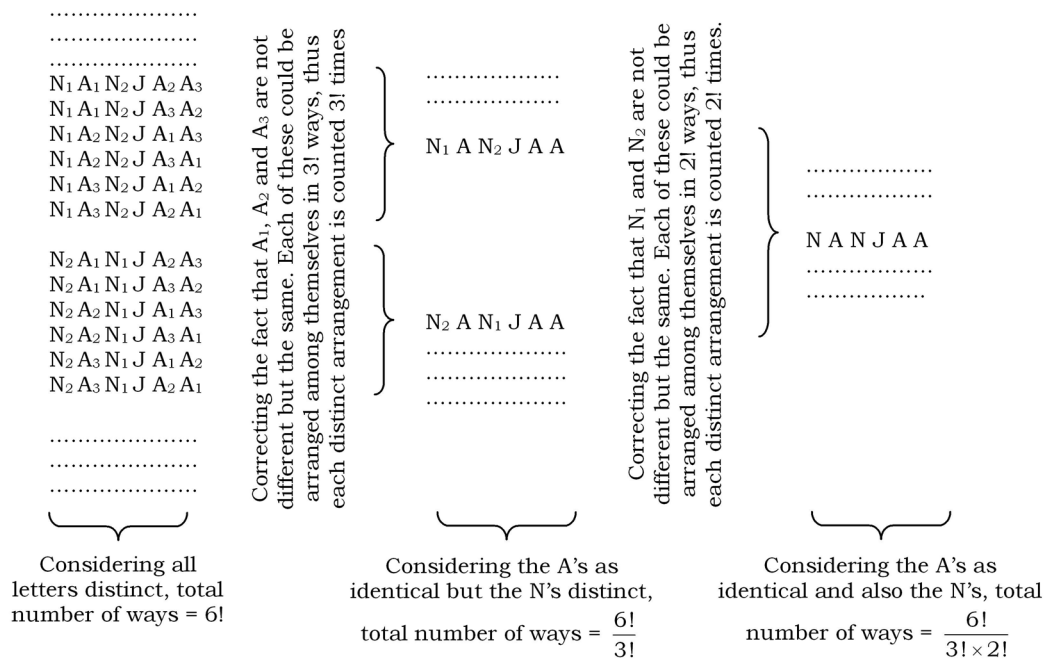 ........................
........................
........................
N₁ A₁ N₂ J A₂ A₃
N₁ A₁ N₂ J A₃ A₂
N₁ A₂ N₂ J A₁ A₃
N₁ A₂ N₂ J A₃ A₁
N₁ A₃ N₂ J A₁ A₂
N₁ A₃ N₂ J A₂ A₁
N₂ A₁ N₁ J A₂ A₃
N₂ A₁ N₁ J A₃ A₂
N₂ A₂ N₁ J A₁ A₃
N₂ A₂ N₁ J A₃ A₁
N₂ A₃ N₁ J A₁ A₂
N₂ A₃ N₁ J A₂ A₁
........................
........................
........................
Considering all
letters distinct, total
number of ways = 6!
Correcting the fact that A₁, A₂ and A₃ are not
different but the same. Each of these could be
arranged among themselves in 3! ways, thus
each distinct arrangement is counted 3! times
......................
......................
N₁ A N₂ J A A
N₂ A N₁ J A A
.......................
.......................
.......................
Considering the A's as
identical but the N's distinct,
total number of ways = 6!/3!
Correcting the fact that N₁ and N₂ are not
different but the same. Each of these could be
arranged among themselves in 2! ways, thus
each distinct arrangement is counted 2! times.
.....................
.....................
N A N J A A
.....................
....................
Considering the A's as
identical and also the N's, total
number of ways = 6!/(3! × 2!)